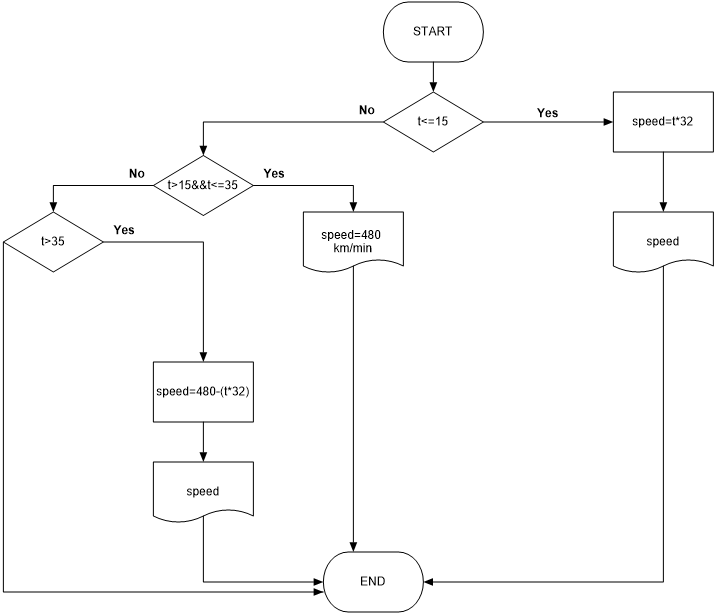 START
t<=15
No
Yes
speed=t*32
t>15&&t<=35
No
Yes
t>35
Yes
speed=480
km/min
speed
speed=480-(t*32)
speed
END